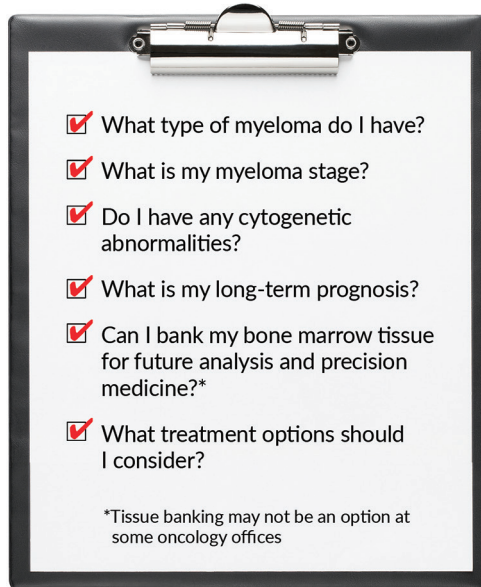 What type of myeloma do I have?
What is my myeloma stage?
Do I have any cytogenetic
abnormalities?
What is my long-term prognosis?
Can I bank my bone marrow tissue
for future analysis and precision
medicine?*
What treatment options should
I consider?
*Tissue banking may not be an option at
some oncology offices